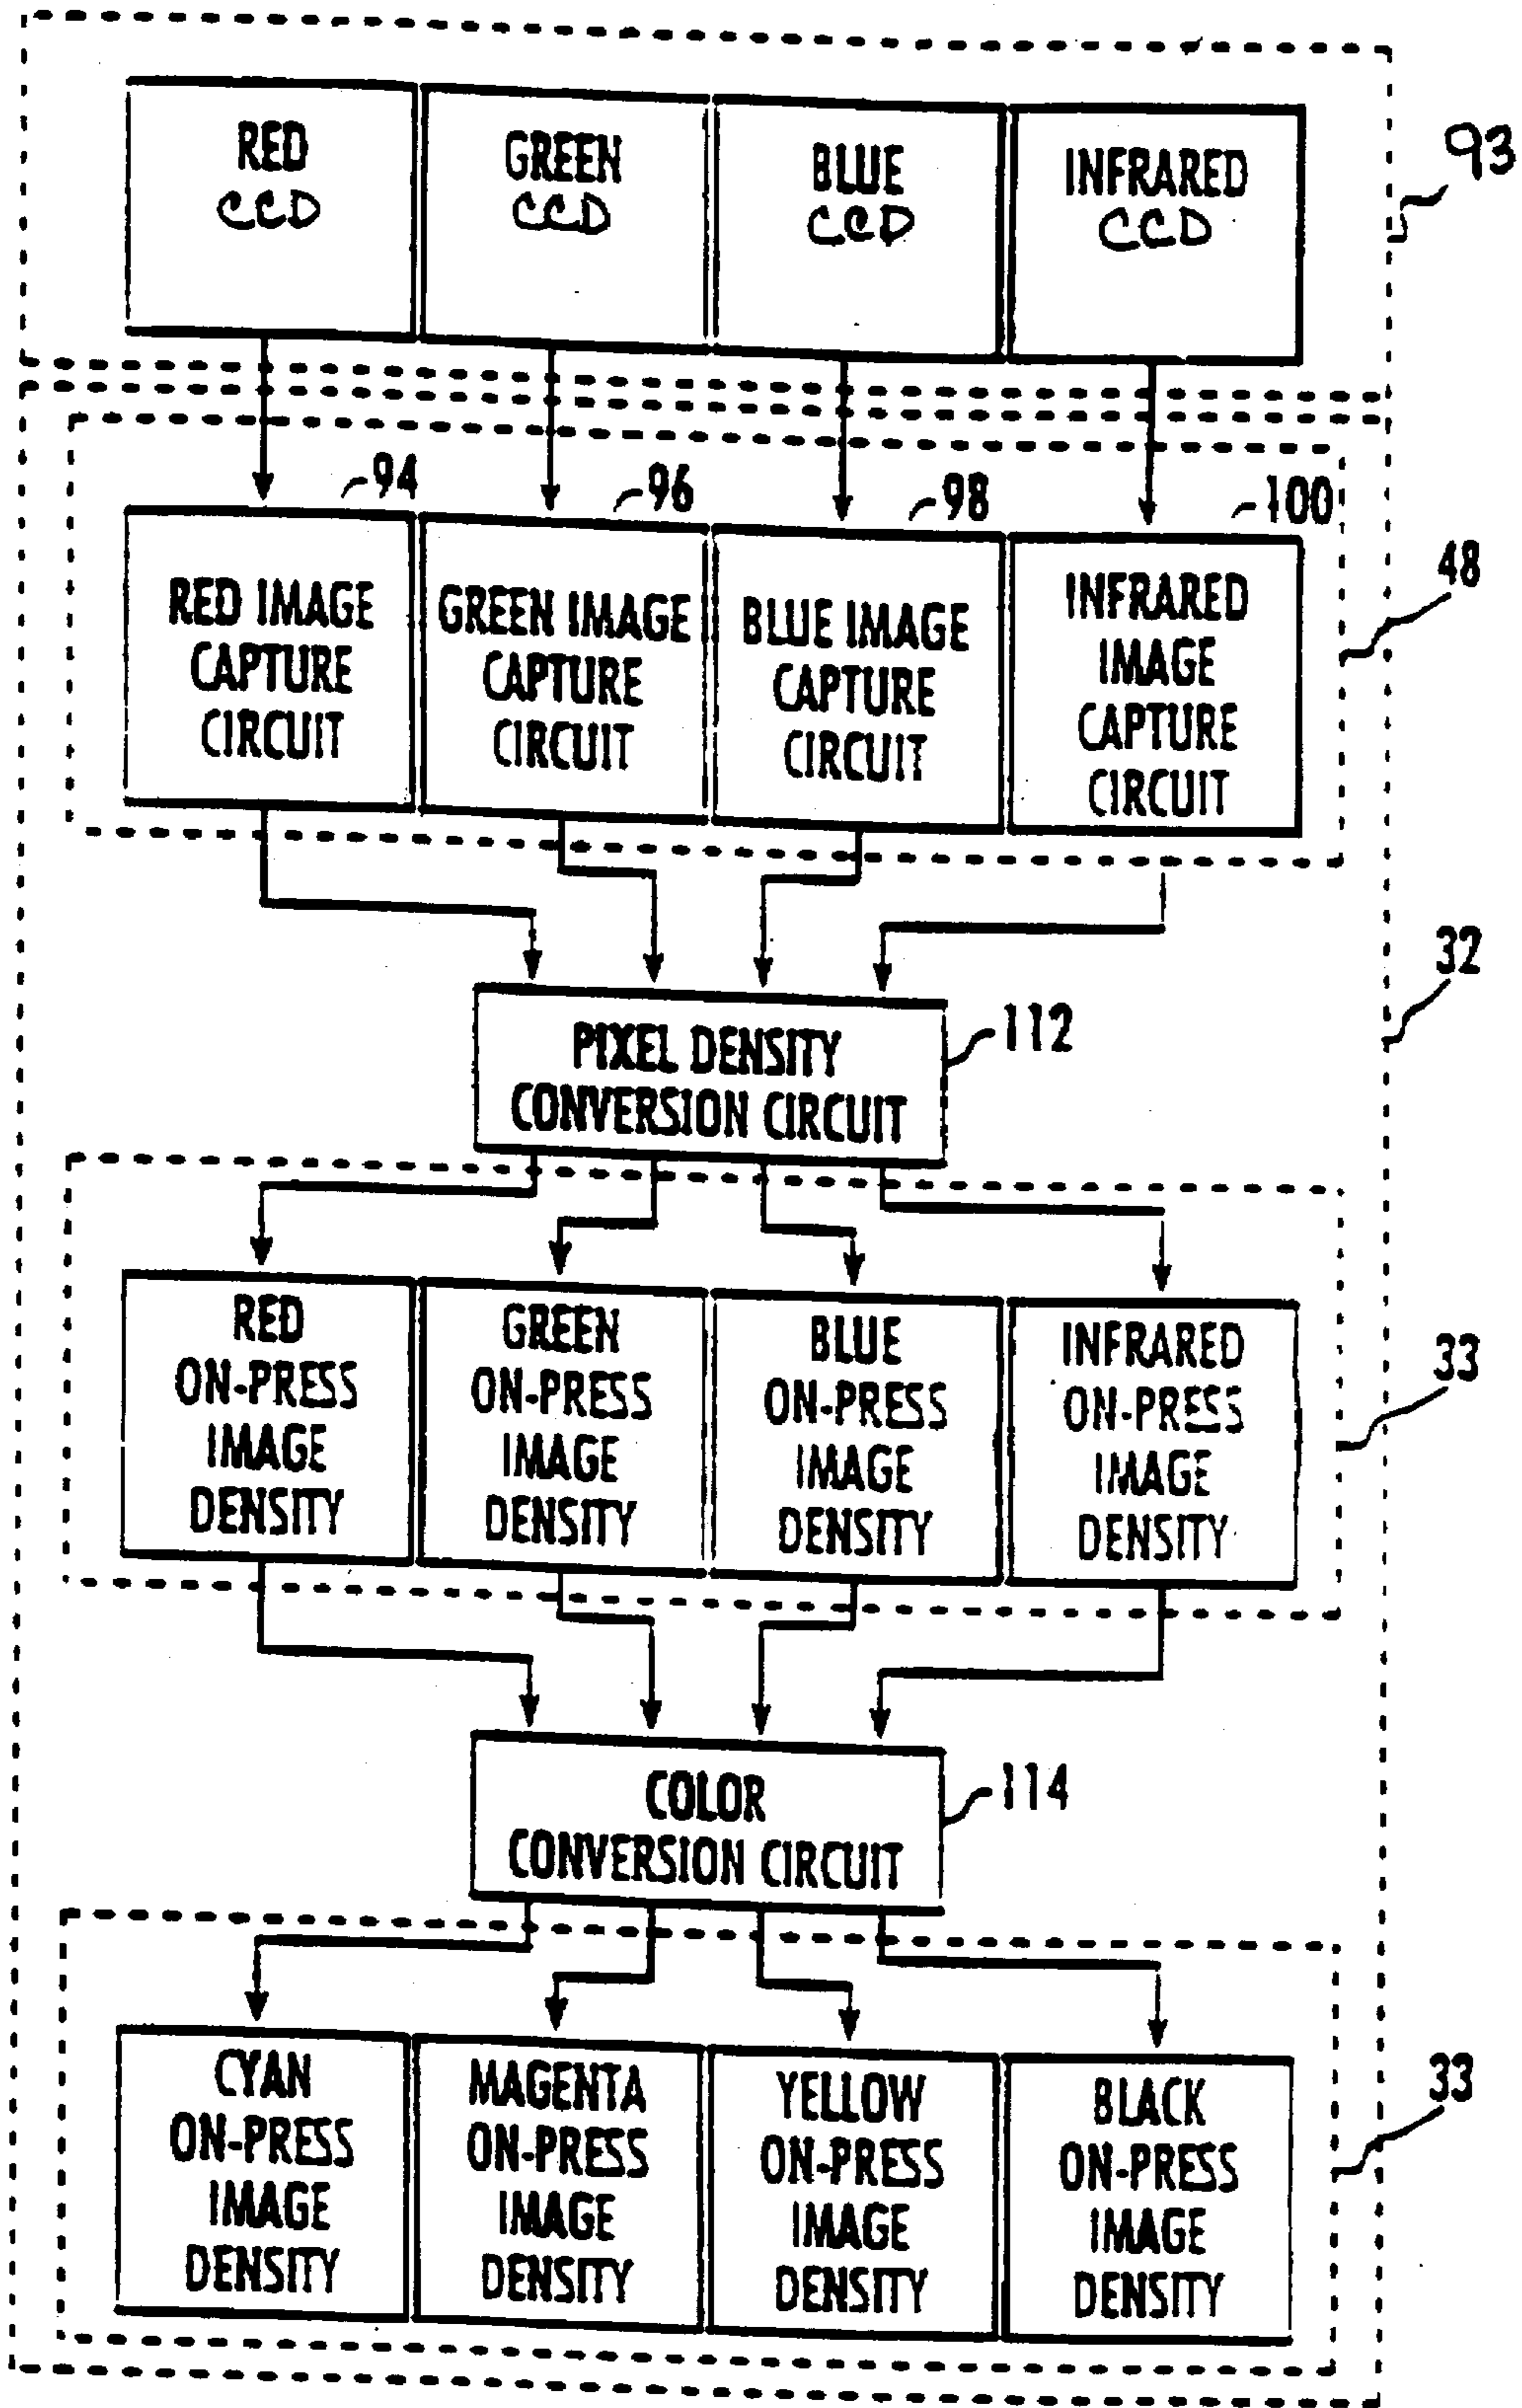 RED
CCD
GREEN
CCD
BLUE
CCD
INFRARED
CCD
93
94
96
98
100
48
RED IMAGE
CAPTURE
CIRCUIT
GREEN IMAGE
CAPTURE
CIRCUIT
BLUE IMAGE
CAPTURE
CIRCUIT
INFRARED
IMAGE
CAPTURE
CIRCUIT
32
PIXEL DENSITY
CONVERSION CIRCUIT
112
RED
ON-PRESS
IMAGE
DENSITY
GREEN
ON-PRESS
IMAGE
DENSITY
BLUE
ON-PRESS
IMAGE
DENSITY
INFRARED
ON-PRESS
IMAGE
DENSITY
33
COLOR
CONVERSION CIRCUIT
114
CYAN
ON-PRESS
IMAGE
DENSITY
MAGENTA
ON-PRESS
IMAGE
DENSITY
YELLOW
ON-PRESS
IMAGE
DENSITY
BLACK
ON-PRESS
IMAGE
DENSITY
33